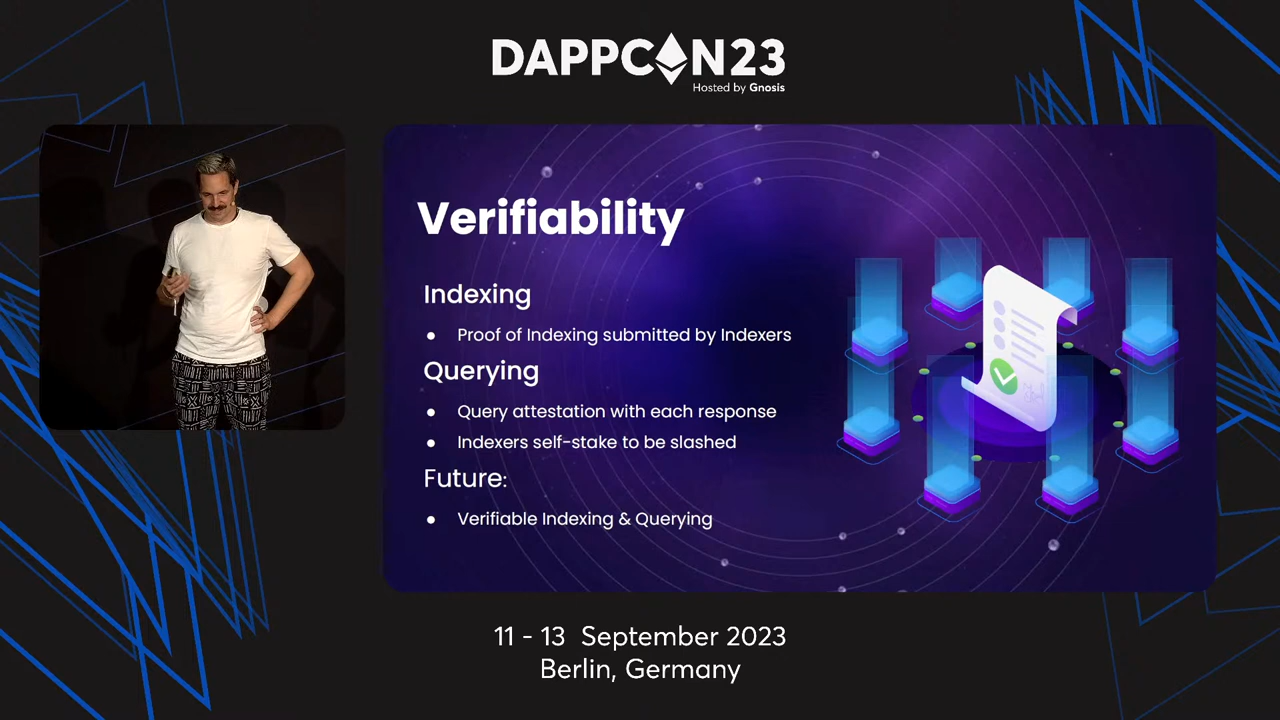 DAPPCON23
Hosted by Gnosis
Verifiability
Indexing
● Proof of Indexing submitted by Indexers
Querying
● Query attestation with each response
● Indexers self-stake to be slashed
Future:
● Verifiable Indexing & Querying
11 - 13 September 2023
Berlin, Germany